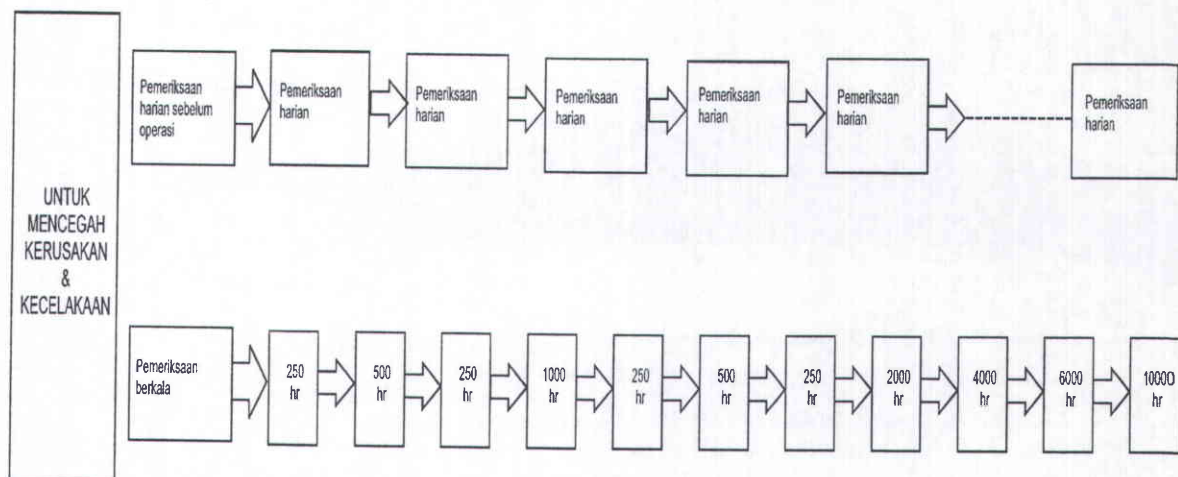 UNTUK
MENCEGAH
KERUSAKAN
&
KECELAKAAN
Pemeriksaan
harian sebelum
operasi
Pemeriksaan
harian
Pemeriksaan
harian
Pemeriksaan
harian
Pemeriksaan
harian
Pemeriksaan
harian
Pemeriksaan
harian
Pemeriksaan
berkala
250
hr
500
hr
250
hr
1000
hr
250
hr
500
hr
250
hr
2000
hr
4000
hr
6000
hr
10000
hr